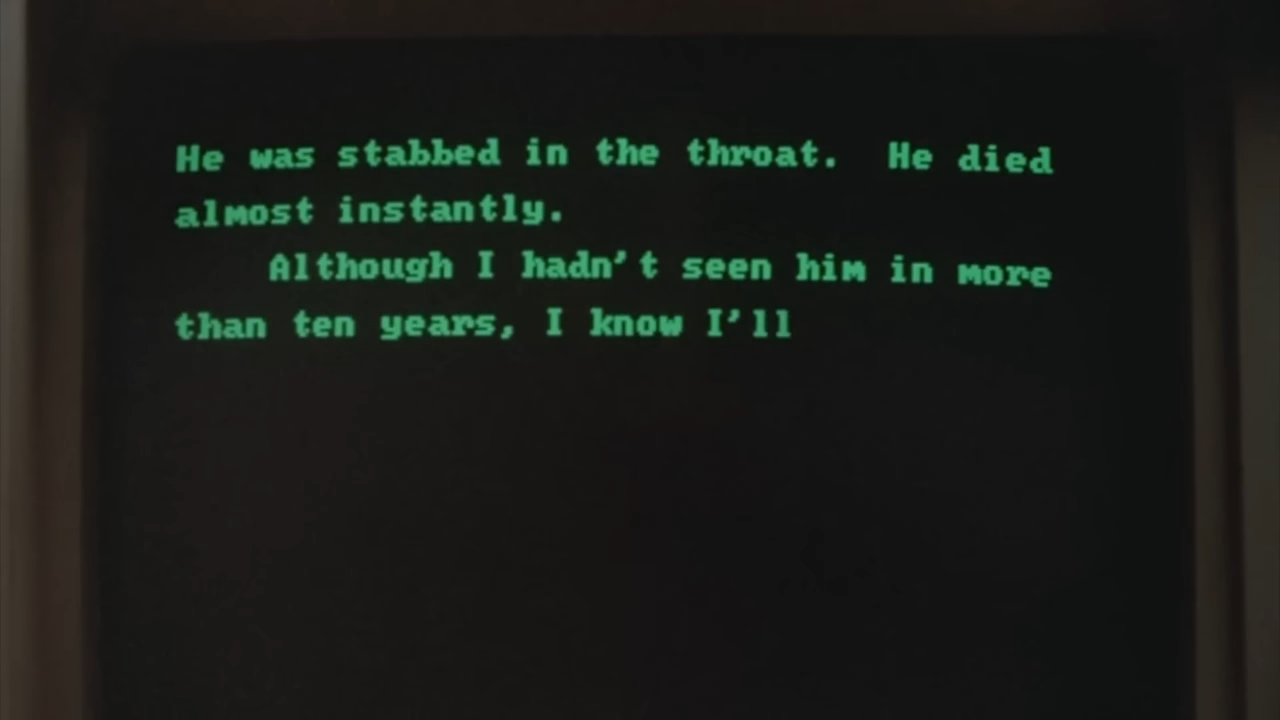 He was stabbed in the throat.  He died
almost instantly.
Although I hadn't seen him in more
than ten years, I know I'll